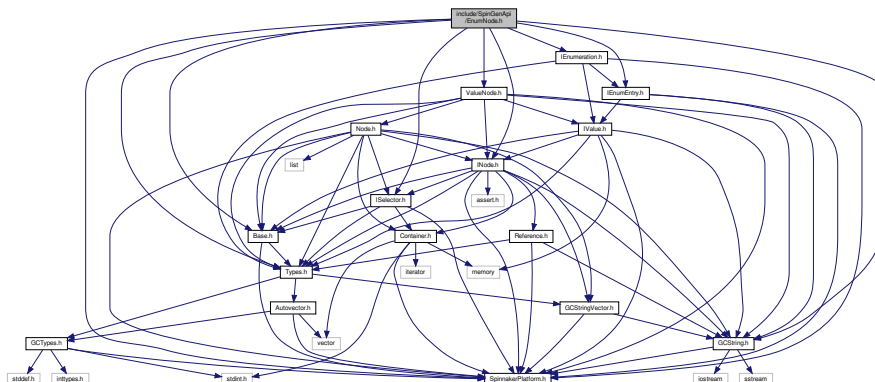 include/SpinGenApi
/EnumNode.h
IEnumeration.h
ValueNode.h
IEnumEntry.h
Node.h
IValue.h
list
INode.h
ISelector.h
assert.h
Base.h
Container.h
Reference.h
Types.h
iterator
memory
Autovector.h
GCStringVector.h
GCTypes.h
vector
GCString.h
stddef.h
inttypes.h
stdint.h
SpinnakerPlatform.h
iostream
sstream